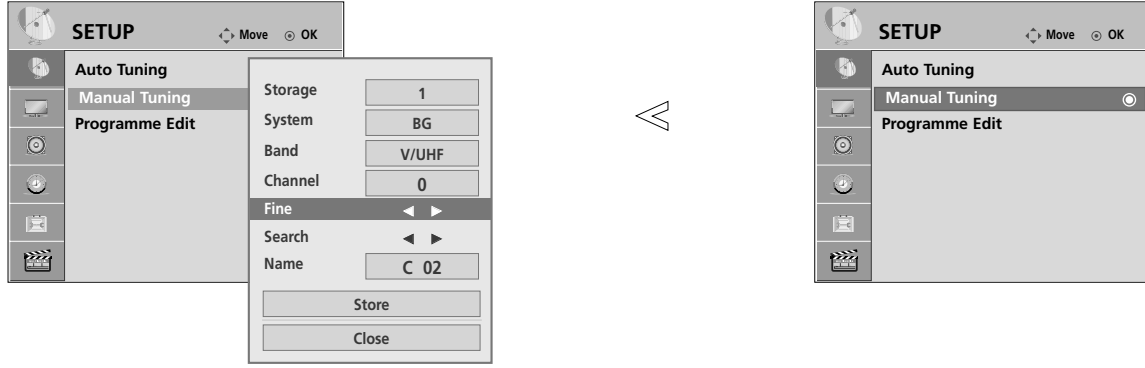 SETUP Move OK
Auto Tuning
Manual Tuning
Programme Edit
Storage 1
System BG
Band V/UHF
Channel 0
Fine ◀ ▶
Search ◀ ▶
Name C 02
Store
Close
SETUP Move OK
Auto Tuning
Manual Tuning
Programme Edit